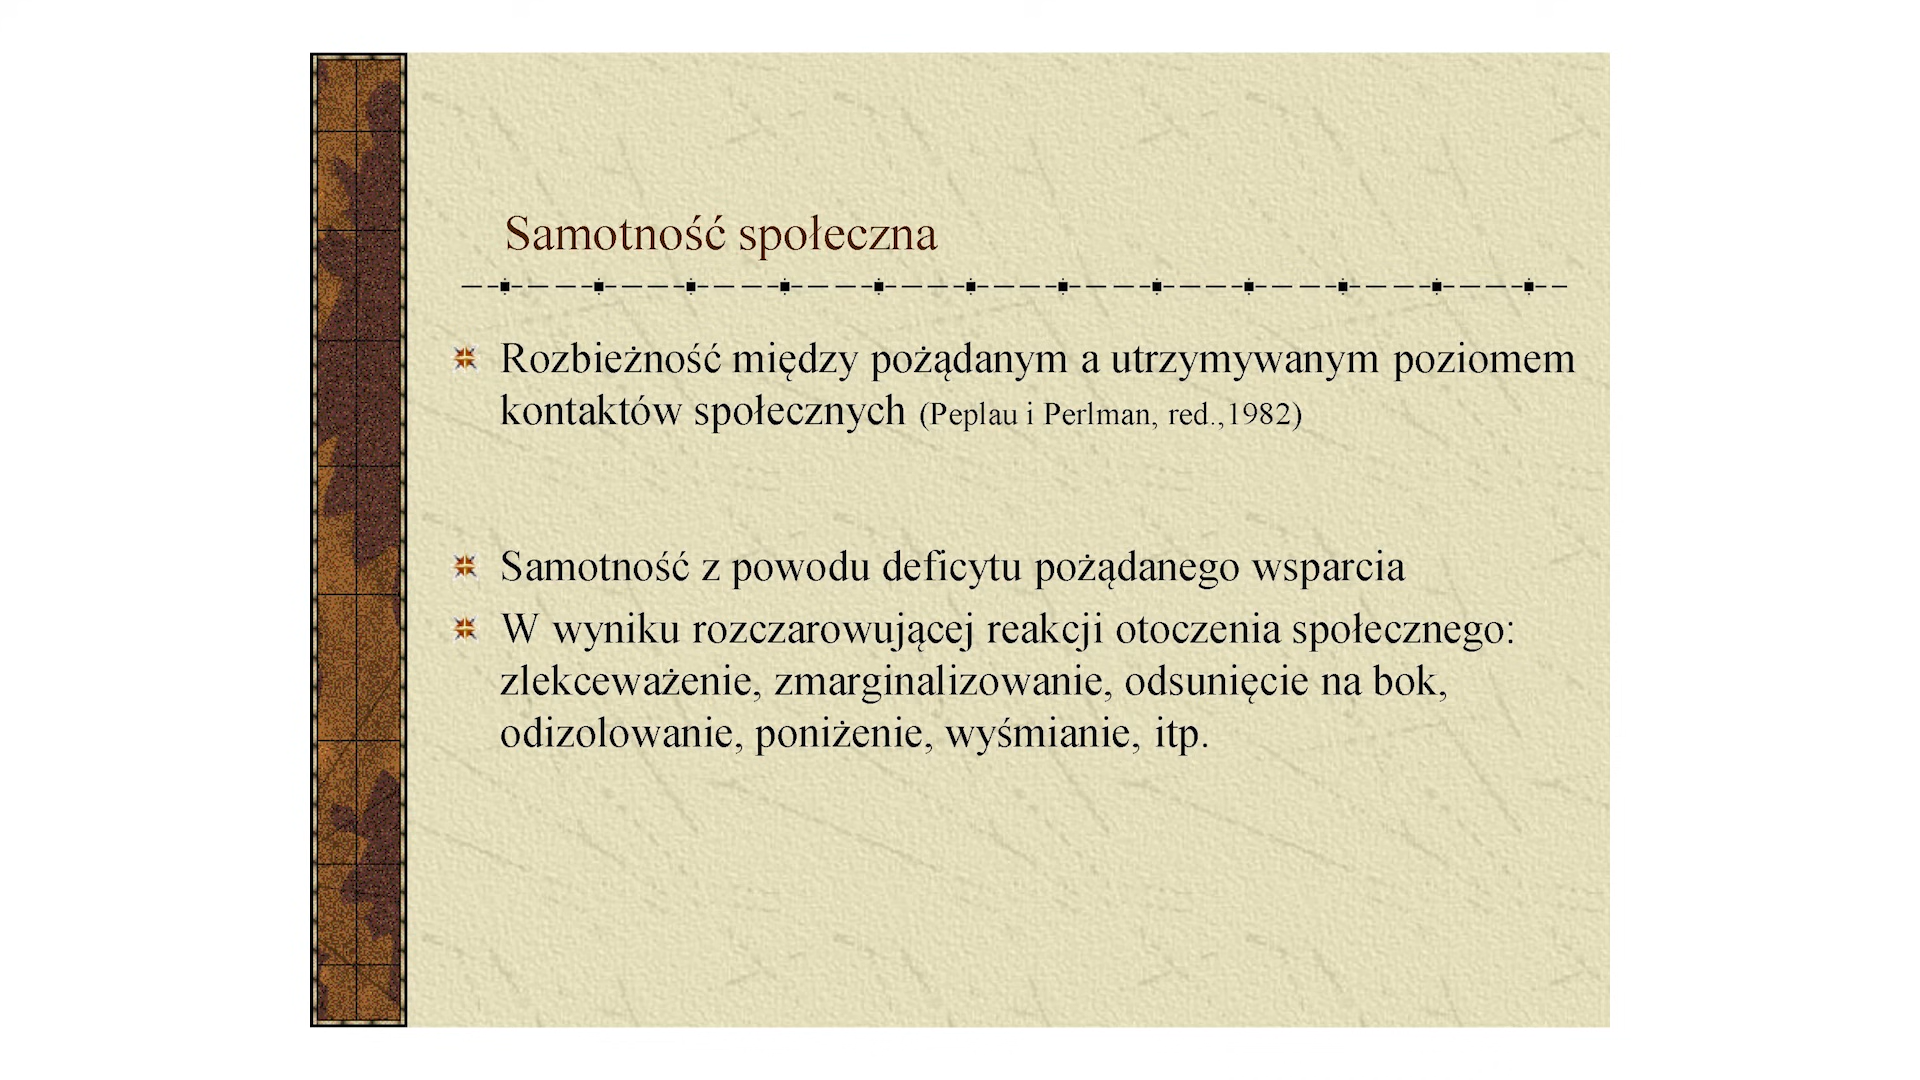 Samotność społeczna
Rozbieżność między pożądanym a utrzymywanym poziomem
kontaktów społecznych (Peplau i Perlman, red.,1982)
Samotność z powodu deficytu pożądanego wsparcia
W wyniku rozczarowującej reakcji otoczenia społecznego:
zlekceważenie, zmarginalizowanie, odsunięcie na bok,
odizolowanie, poniżenie, wyśmianie, itp.